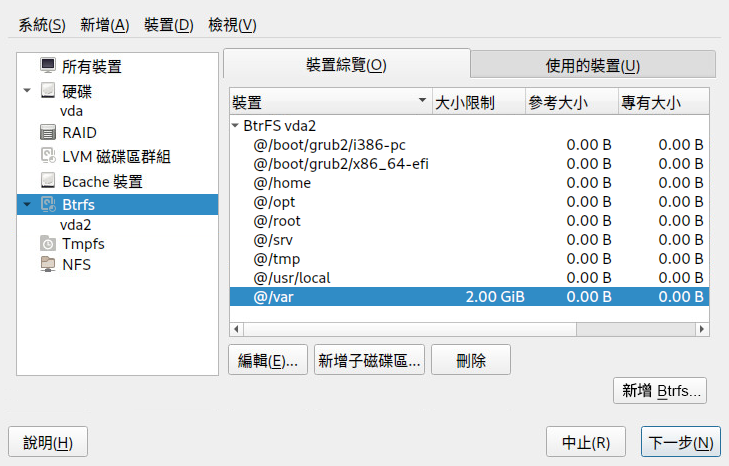 系統(S) 新增(A) 裝置(D) 檢視(V)
所有裝置
硬碟
vda
RAID
LVM 磁碟區群組
Bcache 裝置
Btrfs
vda2
Tmpfs
NFS
裝置綜覽(O) 使用的裝置(U)
裝置 大小限制 參考大小 專有大小
BtrFS vda2
@/boot/grub2/i386-pc 0.00 B 0.00 B
@/boot/grub2/x86_64-efi 0.00 B 0.00 B
@/home 0.00 B 0.00 B
@/opt 0.00 B 0.00 B
@/root 0.00 B 0.00 B
@/srv 0.00 B 0.00 B
@/tmp 0.00 B 0.00 B
@/usr/local 0.00 B 0.00 B
@/var 2.00 GiB 0.00 B 0.00 B
編輯(E)... 新增子磁碟區... 刪除
新增 Btrfs...
說明(H) 中止(R) 下一步(N)